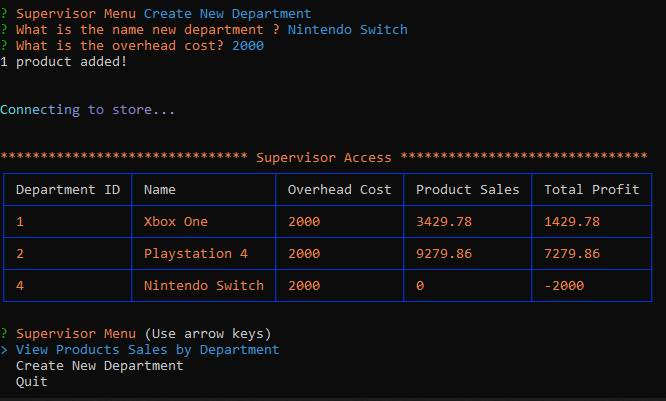 ? Supervisor Menu Create New Department
? What is the name new department ? Nintendo Switch
? What is the overhead cost? 2000
1 product added!
Connecting to store...
******************************* Supervisor Access *******************************
Department ID Name Overhead Cost Product Sales Total Profit
1 Xbox One 2000 3429.78 1429.78
2 Playstation 4 2000 9279.86 7279.86
4 Nintendo Switch 2000 0 -2000
? Supervisor Menu (Use arrow keys)
> View Products Sales by Department
Create New Department
Quit